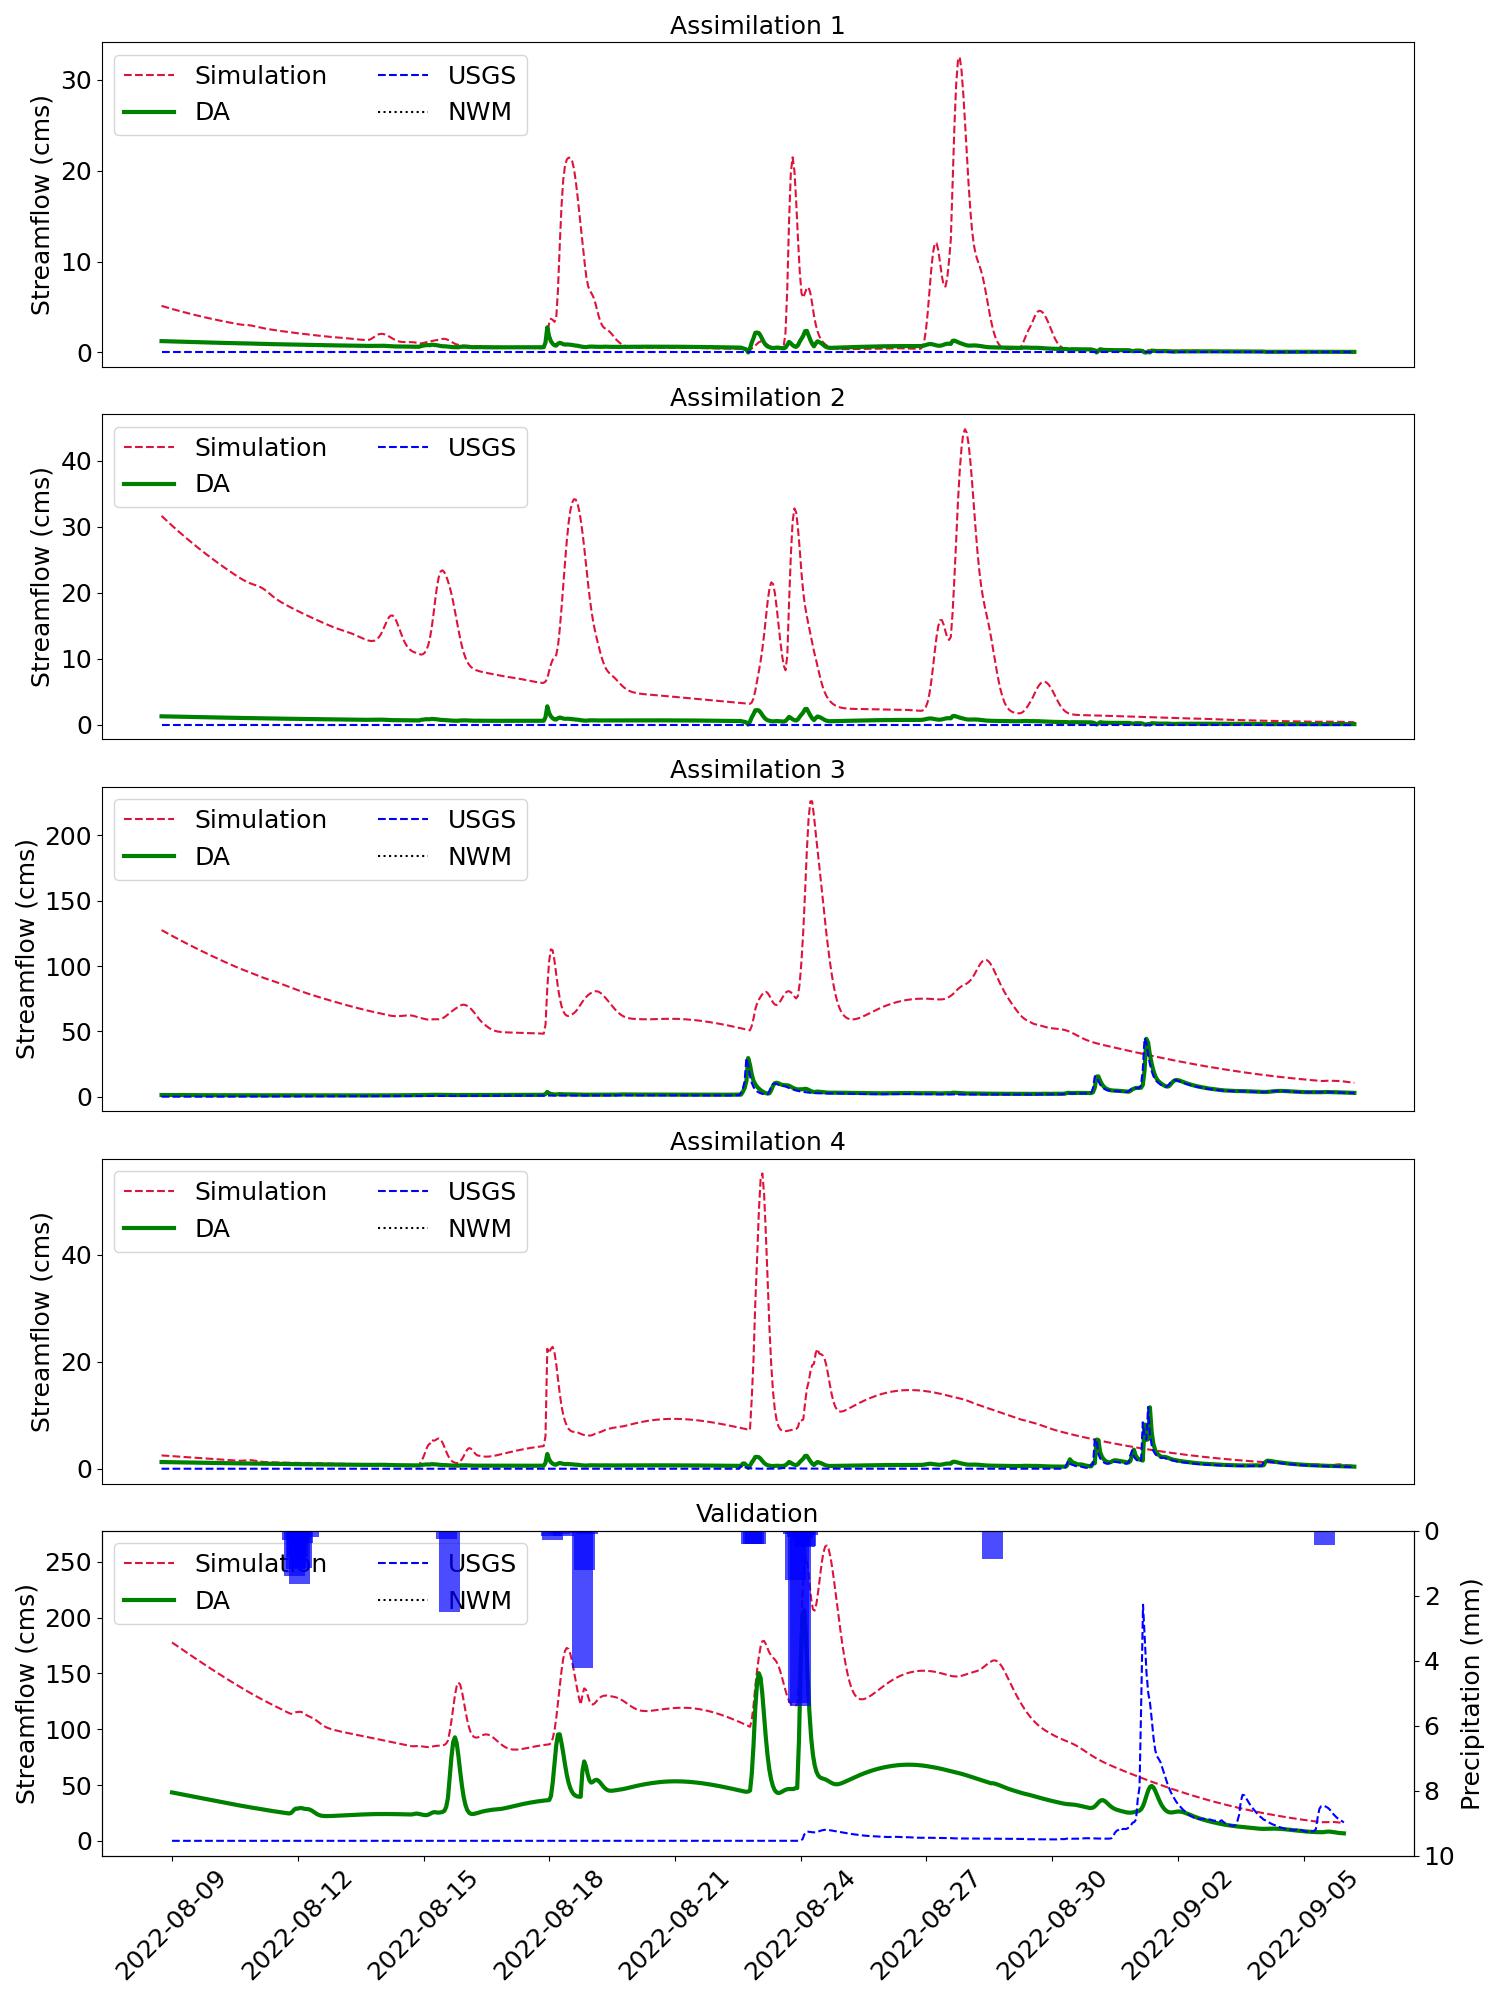 Assimilation 1
Simulation USGS
DA NWM
Streamflow (cms)
30
20
10
0
Assimilation 2
Simulation USGS
DA
Streamflow (cms)
40
30
20
10
0
Assimilation 3
Simulation USGS
DA NWM
Streamflow (cms)
200
150
100
50
0
Assimilation 4
Simulation USGS
DA NWM
Streamflow (cms)
40
20
0
Validation
Simulation USGS
DA NWM
Streamflow (cms)
250
200
150
100
50
0
0
2
4
6
8
10
Precipitation (mm)
2022-08-09
2022-08-12
2022-08-15
2022-08-18
2022-08-21
2022-08-24
2022-08-27
2022-08-30
2022-09-02
2022-09-05